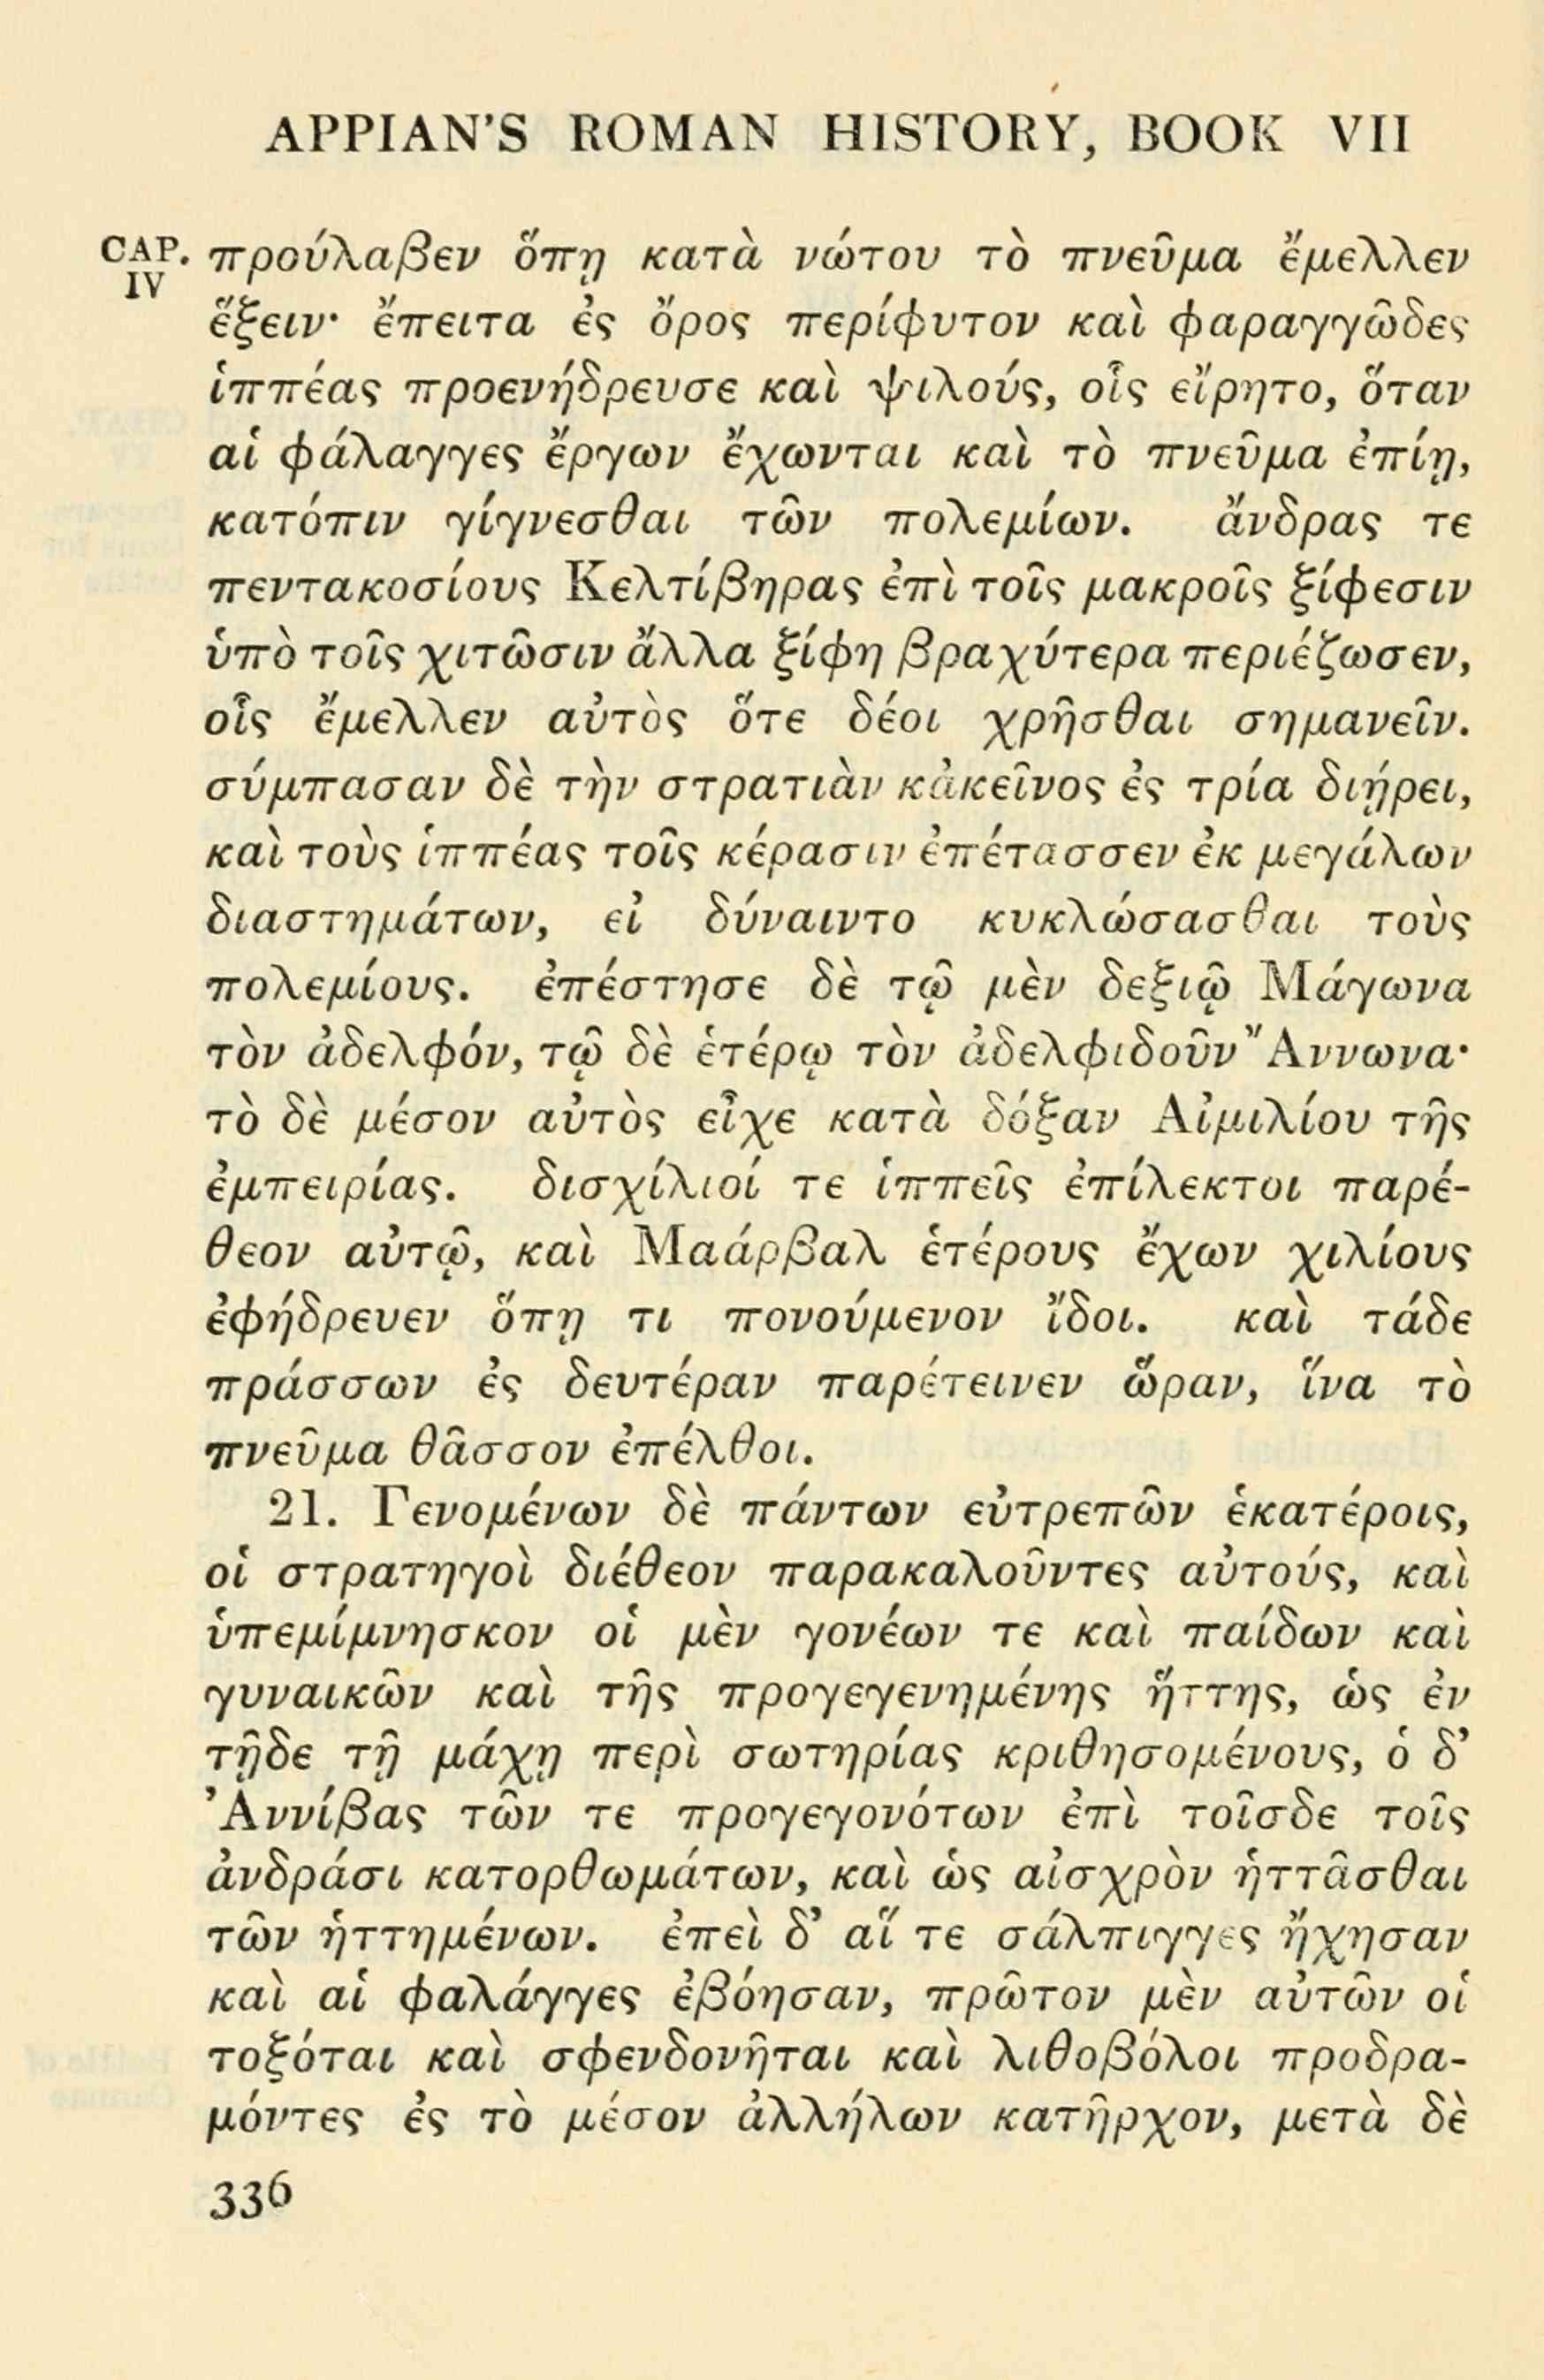 APPIAN'S ROMAN HISTORY, BOOK VII
CAP. IV
προύλαβεν ὅπῃ κατὰ νώτου τὸ πνεῦμα ἔμελλεν
ἕξειν· ἔπειτα ἐς ὄρος περίφυτον καὶ φαραγγῶδες
ἱππέας προενήδρευσε καὶ ψιλούς, οἷς εἴρητο, ὅταν
αἱ φάλαγγες ἔργων ἔχωνται καὶ τὸ πνεῦμα ἐπίῃ,
κατόπιν γίγνεσθαι τῶν πολεμίων. ἄνδρας τε
πεντακοσίους Κελτίβηρας ἐπὶ τοῖς μακροῖς ξίφεσιν
ὑπὸ τοῖς χιτῶσιν ἄλλα ξίφη βραχύτερα περιέζωσεν,
οἷς ἔμελλεν αὐτὸς ὅτε δέοι χρῆσθαι σημανεῖν.
σύμπασαν δὲ τὴν στρατιὰν κἀκεῖνος ἐς τρία διῄρει,
καὶ τοὺς ἱππέας τοῖς κέρασιν ἐπέτασσεν ἐκ μεγάλων
διαστημάτων, εἰ δύναιντο κυκλώσασθαι τοὺς
πολεμίους. ἐπέστησε δὲ τῷ μὲν δεξιῷ Μάγωνα
τὸν ἀδελφόν, τῷ δὲ ἑτέρῳ τὸν ἀδελφιδοῦν Ἄννωνα·
τὸ δὲ μέσον αὐτὸς εἶχε κατὰ δόξαν Αἰμιλίου τῆς
ἐμπειρίας. δισχίλιοί τε ἱππεῖς ἐπίλεκτοι παρέ-
θεον αὐτῷ, καὶ Μαάρβαλ ἑτέρους ἔχων χιλίους
ἐφήδρευεν ὅπῃ τι πονούμενον ἴδοι. καὶ τάδε
πράσσων ἐς δευτέραν παρέτεινεν ὥραν, ἵνα τὸ
πνεῦμα θᾶσσον ἐπέλθοι.
21. Γενομένων δὲ πάντων εὐτρεπῶν ἑκατέροις,
οἱ στρατηγοὶ διέθεον παρακαλοῦντες αὐτούς, καὶ
ὑπεμίμνησκον οἱ μὲν γονέων τε καὶ παίδων καὶ
γυναικῶν καὶ τῆς προγεγενημένης ἥττης, ὡς ἐν
τῇδε τῇ μάχῃ περὶ σωτηρίας κριθησομένους, ὁ δ᾽
Ἀννίβας τῶν τε προγεγονότων ἐπὶ τοῖσδε τοῖς
ἀνδράσι κατορθωμάτων, καὶ ὡς αἰσχρὸν ἡττᾶσθαι
τῶν ἡττημένων. ἐπεὶ δ᾽ αἵ τε σάλπιγγες ἤχησαν
καὶ αἱ φαλάγγες ἐβόησαν, πρῶτον μὲν αὐτῶν οἱ
τοξόται καὶ σφενδονῆται καὶ λιθοβόλοι προδρα-
μόντες ἐς τὸ μέσον ἀλλήλων κατῆρχον, μετὰ δὲ
336